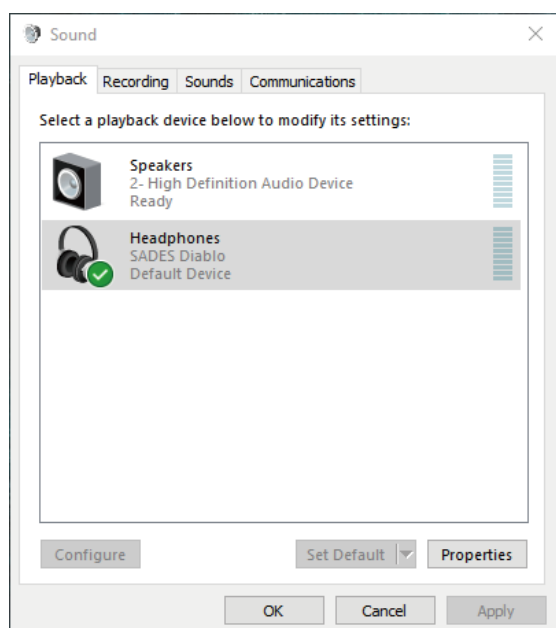 Sound
Playback Recording Sounds Communications
Select a playback device below to modify its settings:
Speakers
2- High Definition Audio Device
Ready
Headphones
SADES Diablo
Default Device
Configure Set Default Properties
OK Cancel Apply